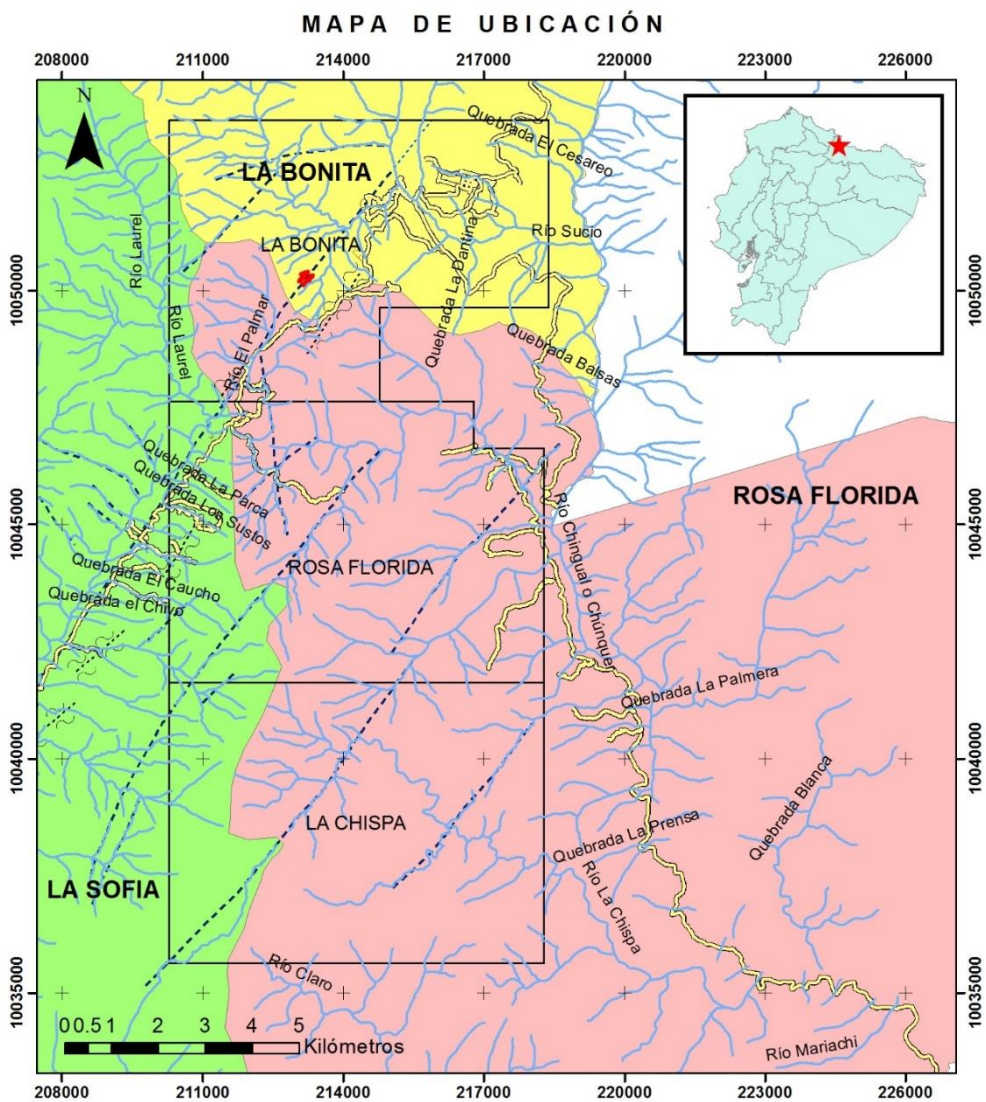 MAPA DE UBICACIÓN
208000 211000 214000 217000 220000 223000 226000
N
Quebrada El Cesareo
LA BONITA
Río Laurel
Río Sucio
LA BONITA
Quebrada La Dantina
10050000
10050000
Río Laurel
Río El Palmar
Quebrada Balsas
Quebrada La Parca
Quebrada Los Sustos
ROSA FLORIDA
10045000
10045000
Río Chingual o Chúnquer
Quebrada El Caucho
ROSA FLORIDA
Quebrada el Chivo
Quebrada La Palmera
10040000
10040000
Quebrada Blanca
LA CHISPA
Quebrada La Prensa
LA SOFIA
Río La Chispa
Río Claro
10035000
10035000
0 0.5 1 2 3 4 5
Kilómetros
Río Mariachi
208000 211000 214000 217000 220000 223000 226000